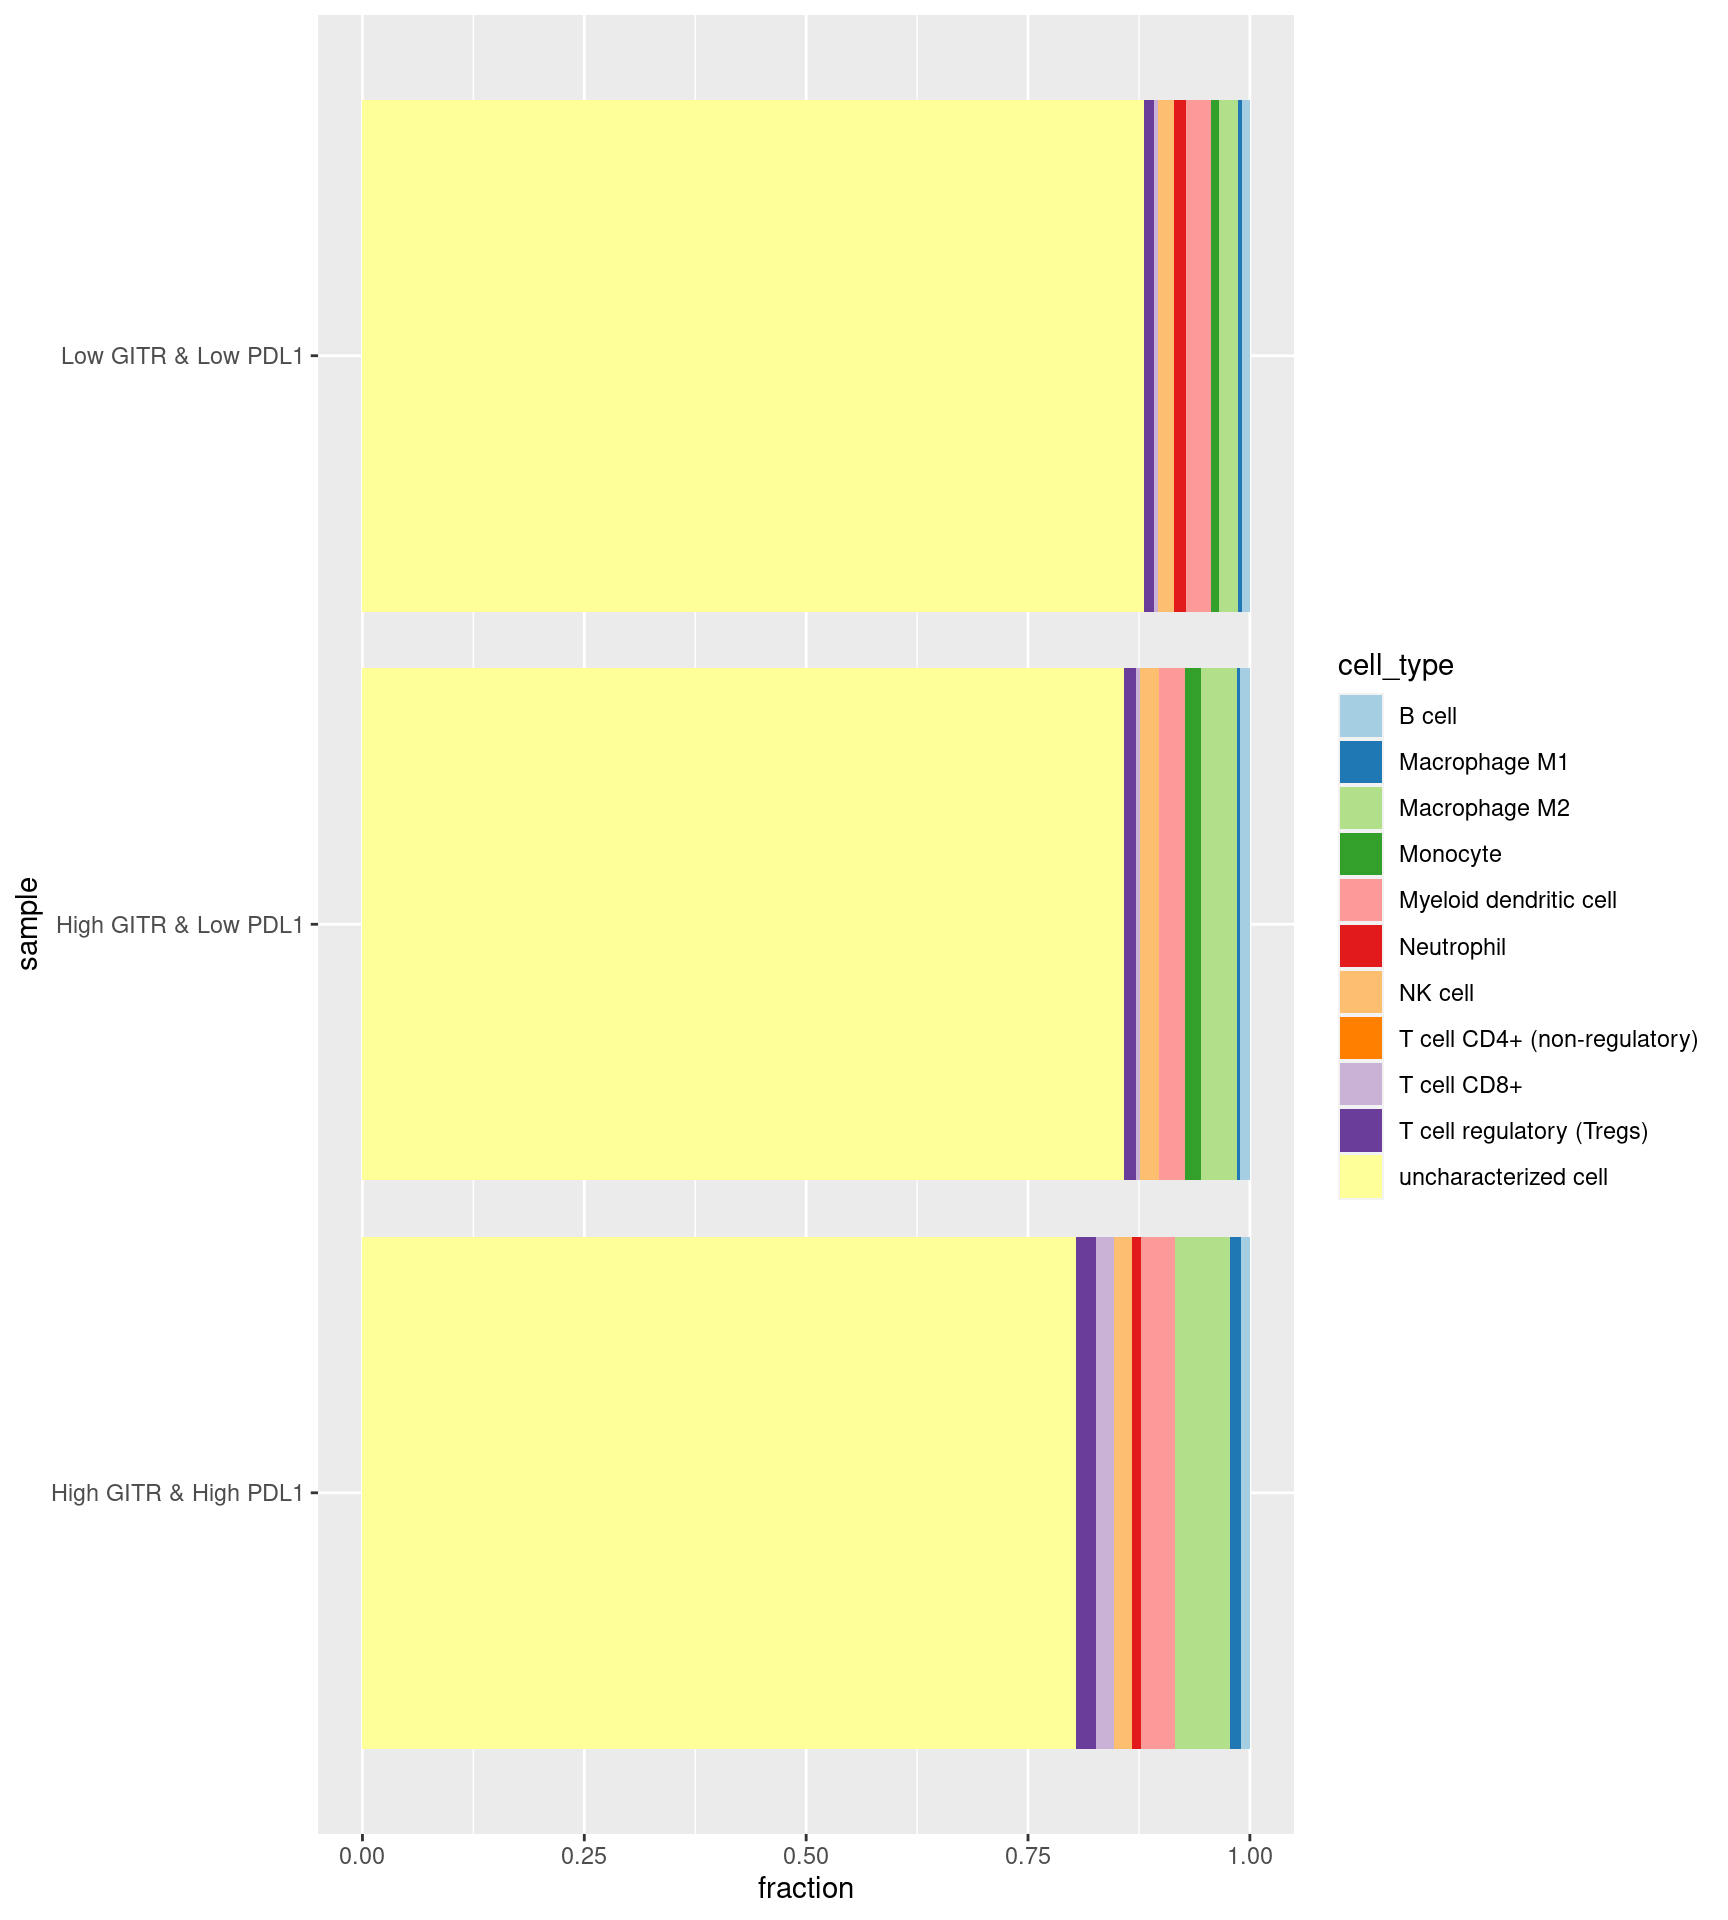 Low GITR & Low PDL1
High GITR & Low PDL1
High GITR & High PDL1
sample
0.00 0.25 0.50 0.75 1.00
fraction
cell_type
B cell
Macrophage M1
Macrophage M2
Monocyte
Myeloid dendritic cell
Neutrophil
NK cell
T cell CD4+ (non-regulatory)
T cell CD8+
T cell regulatory (Tregs)
uncharacterized cell